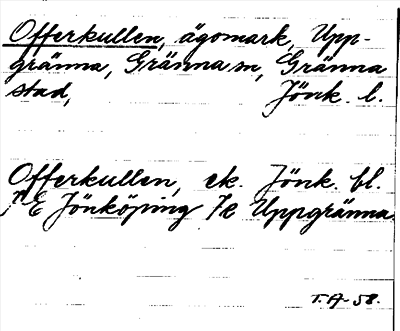 Offerkullen, ägomark, Upp-
gränna, Gränna sn, Gränna
stad, Jönk. l.
Offerkullen, ek. Jönk. bl.
7 E Jönköping 7e Uppgränna
T. A-58.